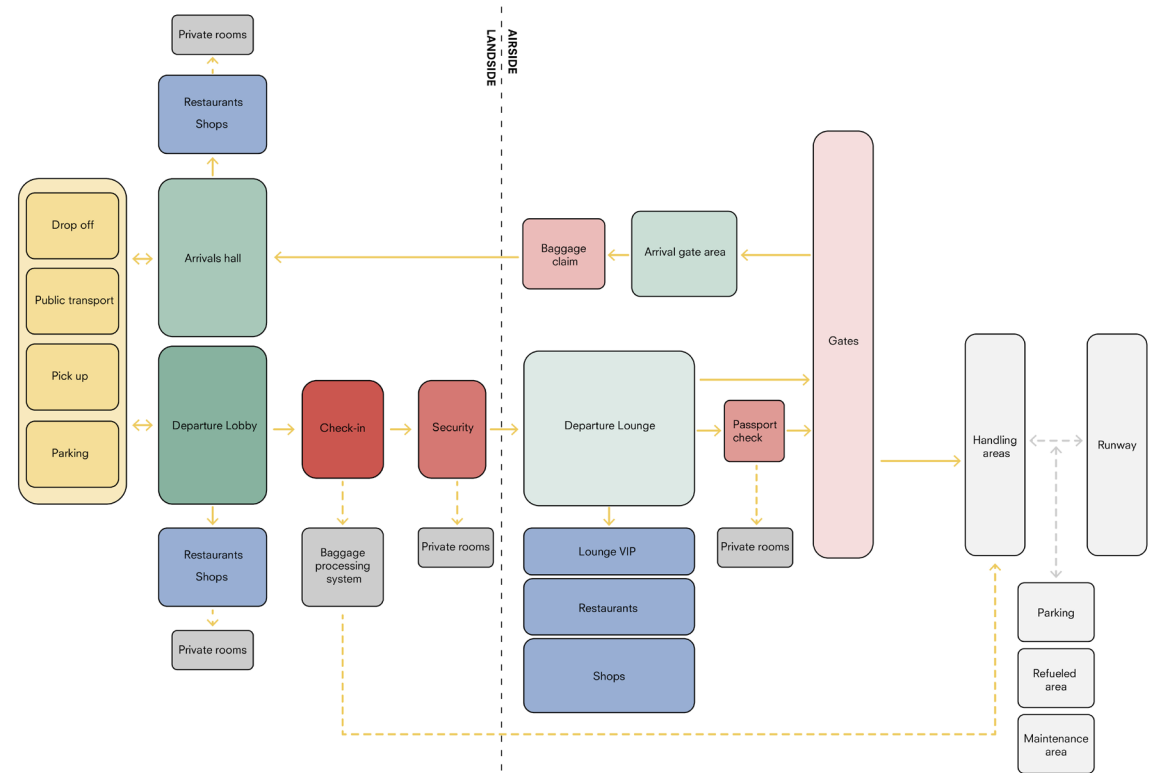 Private rooms
LANDSIDE
AIRSIDE
Restaurants
Shops
Drop off
Public transport
Pick up
Parking
Arrivals hall
Baggage
claim
Arrival gate area
Gates
Departure Lobby
Check-in
Security
Departure Lounge
Passport
check
Handling
areas
Runway
Restaurants
Shops
Private rooms
Baggage
processing
system
Private rooms
Lounge VIP
Restaurants
Shops
Private rooms
Parking
Refueled
area
Maintenance
area